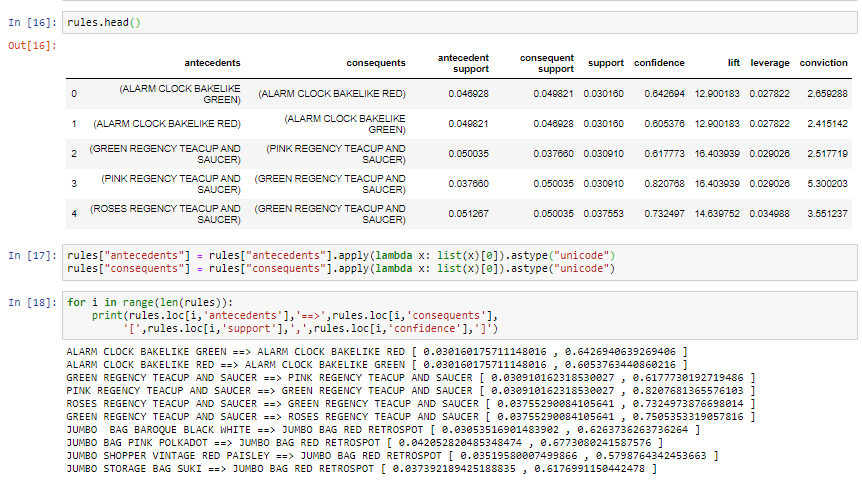 In [16]: rules.head()
Out[16]:
antecedents consequents antecedent support consequent support support confidence lift leverage conviction
0 (ALARM CLOCK BAKELIKE GREEN) (ALARM CLOCK BAKELIKE RED) 0.046928 0.049821 0.030160 0.642694 12.900183 0.027822 2.659288
1 (ALARM CLOCK BAKELIKE RED) (ALARM CLOCK BAKELIKE GREEN) 0.049821 0.046928 0.030160 0.605376 12.900183 0.027822 2.415142
2 (GREEN REGENCY TEACUP AND SAUCER) (PINK REGENCY TEACUP AND SAUCER) 0.050035 0.037660 0.030910 0.617773 16.403939 0.029026 2.517719
3 (PINK REGENCY TEACUP AND SAUCER) (GREEN REGENCY TEACUP AND SAUCER) 0.037660 0.050035 0.030910 0.820768 16.403939 0.029026 5.300203
4 (ROSES REGENCY TEACUP AND SAUCER) (GREEN REGENCY TEACUP AND SAUCER) 0.051267 0.050035 0.037553 0.732497 14.639752 0.034988 3.551237
In [17]: rules["antecedents"] = rules["antecedents"].apply(lambda x: list(x)[0]).astype("unicode")
rules["consequents"] = rules["consequents"].apply(lambda x: list(x)[0]).astype("unicode")
In [18]: for i in range(len(rules)):
print(rules.loc[i,'antecedents'],'==>',rules.loc[i,'consequents'],
'[',rules.loc[i,'support'],',',rules.loc[i,'confidence'],']')
ALARM CLOCK BAKELIKE GREEN ==> ALARM CLOCK BAKELIKE RED [ 0.030160175711148016 , 0.6426940639269406 ]
ALARM CLOCK BAKELIKE RED ==> ALARM CLOCK BAKELIKE GREEN [ 0.030160175711148016 , 0.6053763440860216 ]
GREEN REGENCY TEACUP AND SAUCER ==> PINK REGENCY TEACUP AND SAUCER [ 0.030910162318530027 , 0.6177730192719486 ]
PINK REGENCY TEACUP AND SAUCER ==> GREEN REGENCY TEACUP AND SAUCER [ 0.030910162318530027 , 0.8207681365576103 ]
ROSES REGENCY TEACUP AND SAUCER ==> GREEN REGENCY TEACUP AND SAUCER [ 0.03755290084105641 , 0.7324973876698014 ]
GREEN REGENCY TEACUP AND SAUCER ==> ROSES REGENCY TEACUP AND SAUCER [ 0.03755290084105641 , 0.7505353319057816 ]
JUMBO  BAG BAROQUE BLACK WHITE ==> JUMBO BAG RED RETROSPOT [ 0.03053516901483902 , 0.6263736263736264 ]
JUMBO BAG PINK POLKADOT ==> JUMBO BAG RED RETROSPOT [ 0.042052820485348474 , 0.6773080241587576 ]
JUMBO SHOPPER VINTAGE RED PAISLEY ==> JUMBO BAG RED RETROSPOT [ 0.03519580007499866 , 0.5798764342453663 ]
JUMBO STORAGE BAG SUKI ==> JUMBO BAG RED RETROSPOT [ 0.037392189425188835 , 0.6176991150442478 ]